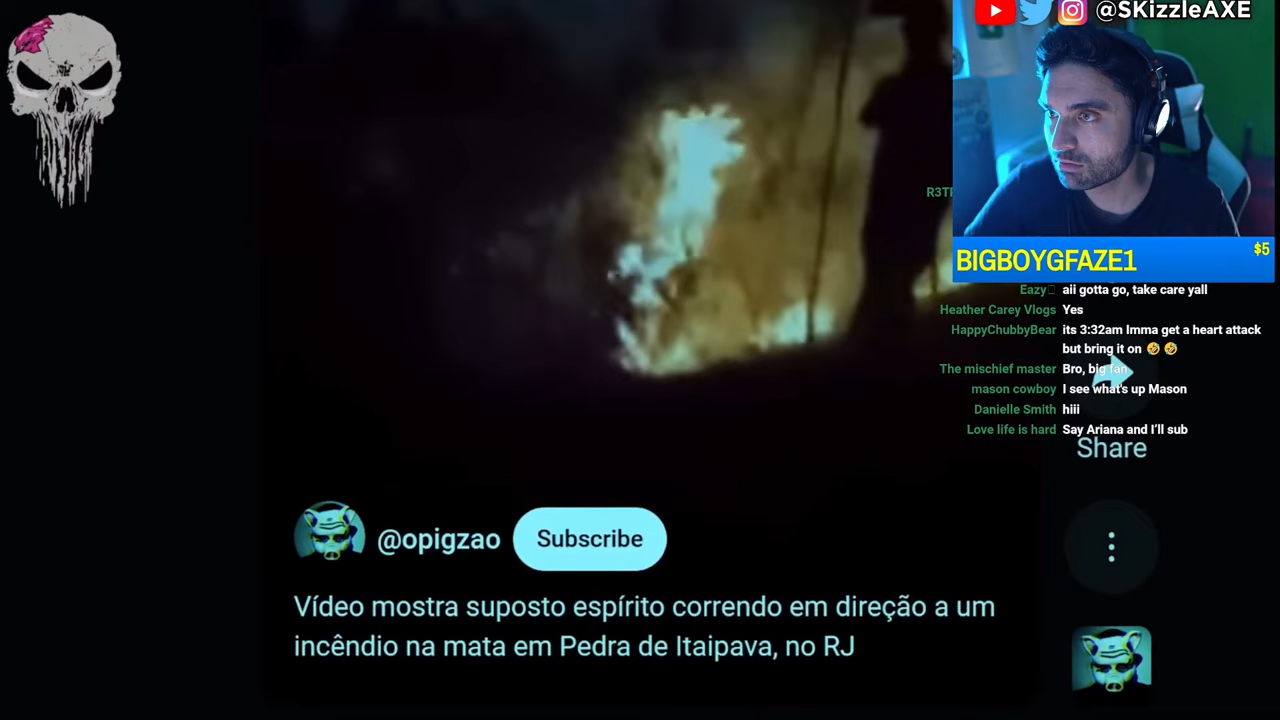 @SKizzleAXE
BIGBOYGFAZE1
$5
Eazy aii gotta go, take care yall
Heather Carey Vlogs Yes
HappyChubbyBear its 3:32am Imma get a heart attack
but bring it on 🤣 🤣
The mischief master Bro, big fan
mason cowboy I see what's up Mason
Danielle Smith hiii
Love life is hard Say Ariana and I'll sub
Share
@opigzao Subscribe
Vídeo mostra suposto espírito correndo em direção a um
incêndio na mata em Pedra de Itaipava, no RJ